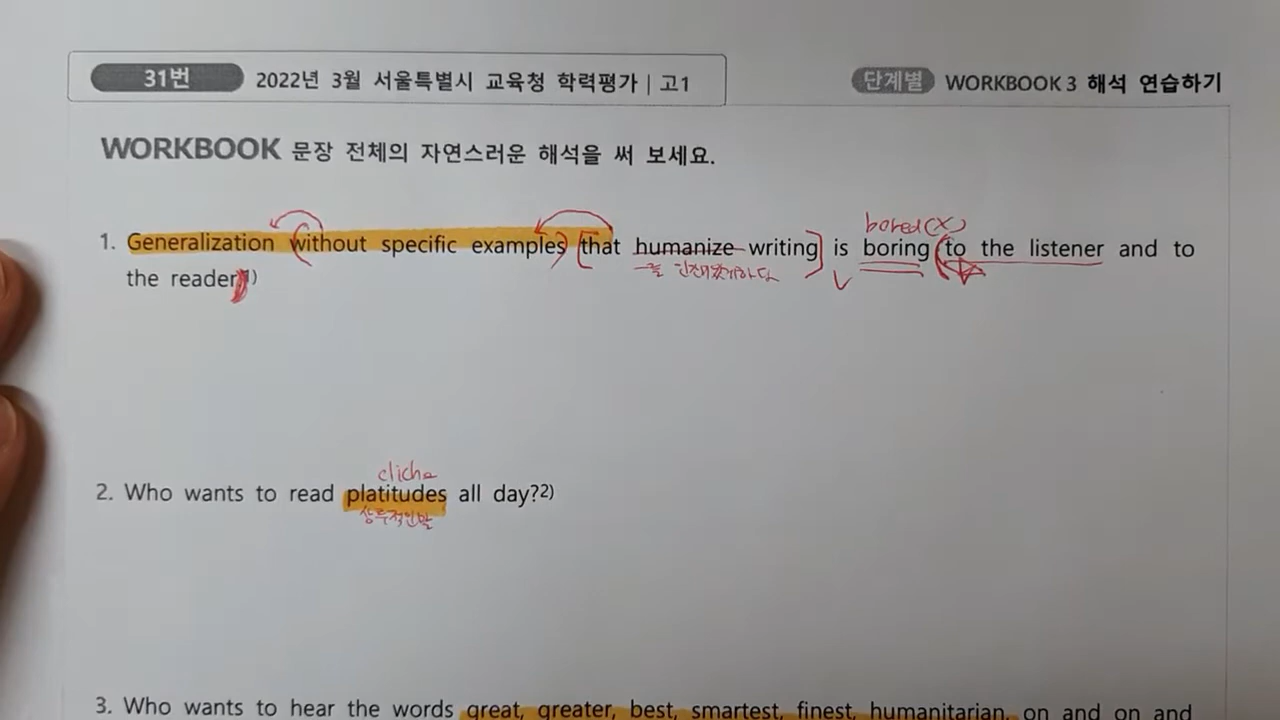 31번 2022년 3월 서울특별시 교육청 학력평가 | 고1 단계별 WORKBOOK 3 해석 연습하기
WORKBOOK 문장 전체의 자연스러운 해석을 써 보세요.
bored(X)
1. Generalization without specific examples that humanize writing is boring to the listener and to
~를 인간미있게하다
the reader.1)
cliche
2. Who wants to read platitudes all day?2)
상투적인말
3. Who wants to hear the words great, greater, best, smartest, finest, humanitarian, on and on and